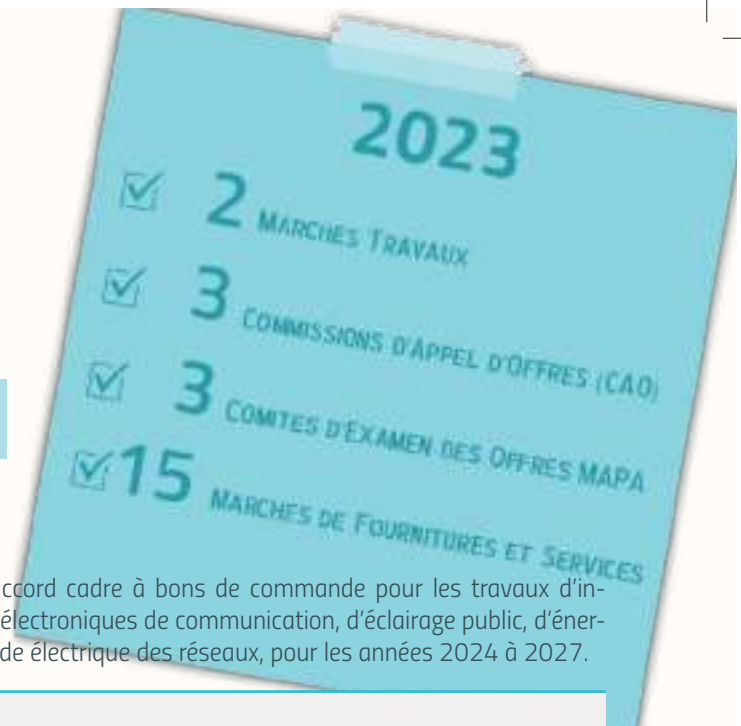 2023
2 MARCHES TRAVAUX
3 COMMISSIONS D'APPEL D'OFFRES (CAO)
3 COMITES D'EXAMEN DES OFFRES MAPA
15 MARCHES DE FOURNITURES ET SERVICES
ccord cadre à bons de commande pour les travaux d'in-
électroniques de communication, d'éclairage public, d'éner-
de électrique des réseaux, pour les années 2024 à 2027.